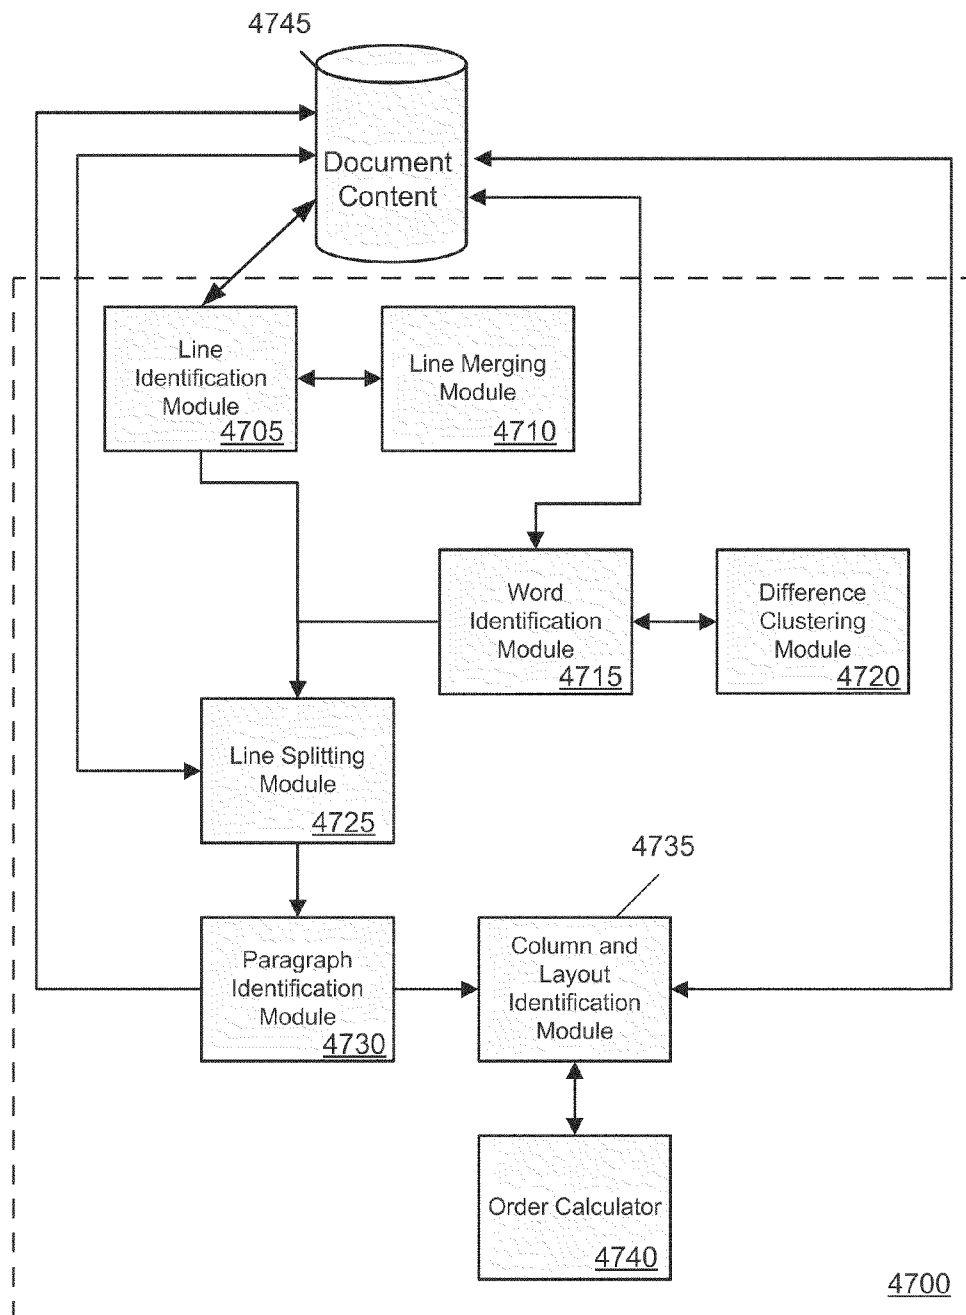 4745
Document
Content
Line
Identification
Module
4705
Line Merging
Module
4710
Word
Identification
Module
4715
Difference
Clustering
Module
4720
Line Splitting
Module
4725
4735
Paragraph
Identification
Module
4730
Column and
Layout
Identification
Module
Order Calculator
4740
4700